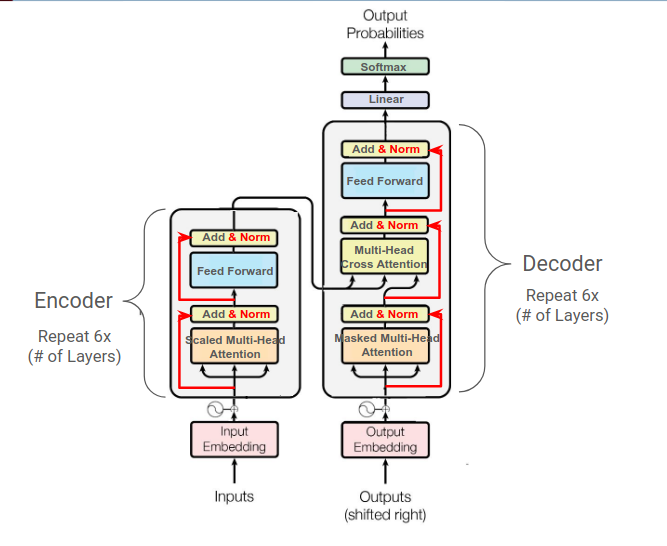 Output
Probabilities
Softmax
Linear
Add & Norm
Feed Forward
Add & Norm
Multi-Head
Cross Attention
Add & Norm
Masked Multi-Head
Attention
Decoder
Repeat 6x
(# of Layers)
Add & Norm
Feed Forward
Add & Norm
Scaled Multi-Head
Attention
Encoder
Repeat 6x
(# of Layers)
Input
Embedding
Output
Embedding
Inputs
Outputs
(shifted right)